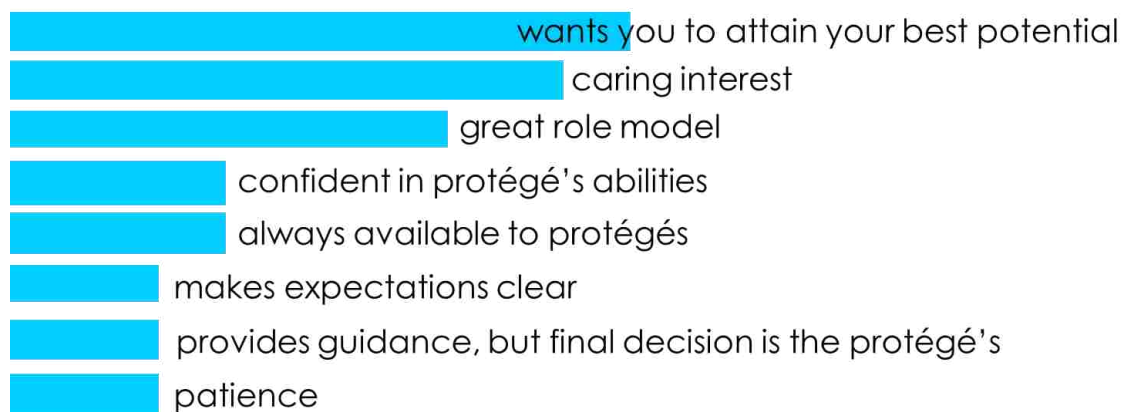 wants you to attain your best potential
caring interest
great role model
confident in protégé’s abilities
always available to protégés
makes expectations clear
provides guidance, but final decision is the protégé’s
patience